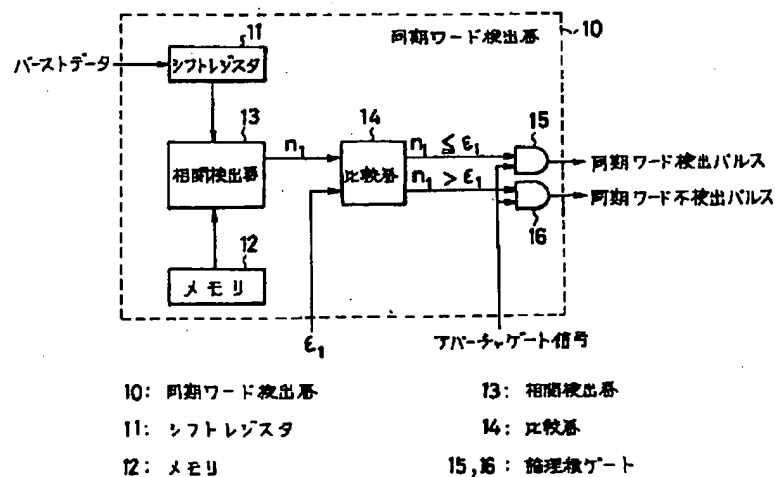 同期ワード検出器
10
バーストデータ
11
シフトレジスタ
13
相関検出器
n₁
14
比較器
n₁ ≦ ε₁
n₁ > ε₁
15
同期ワード検出パルス
16
同期ワード不検出パルス
12
メモリ
ε₁
アパーチャゲート信号
10: 同期ワード検出器
11: シフトレジスタ
12: メモリ
13: 相関検出器
14: 比較器
15,16: 論理積ゲート